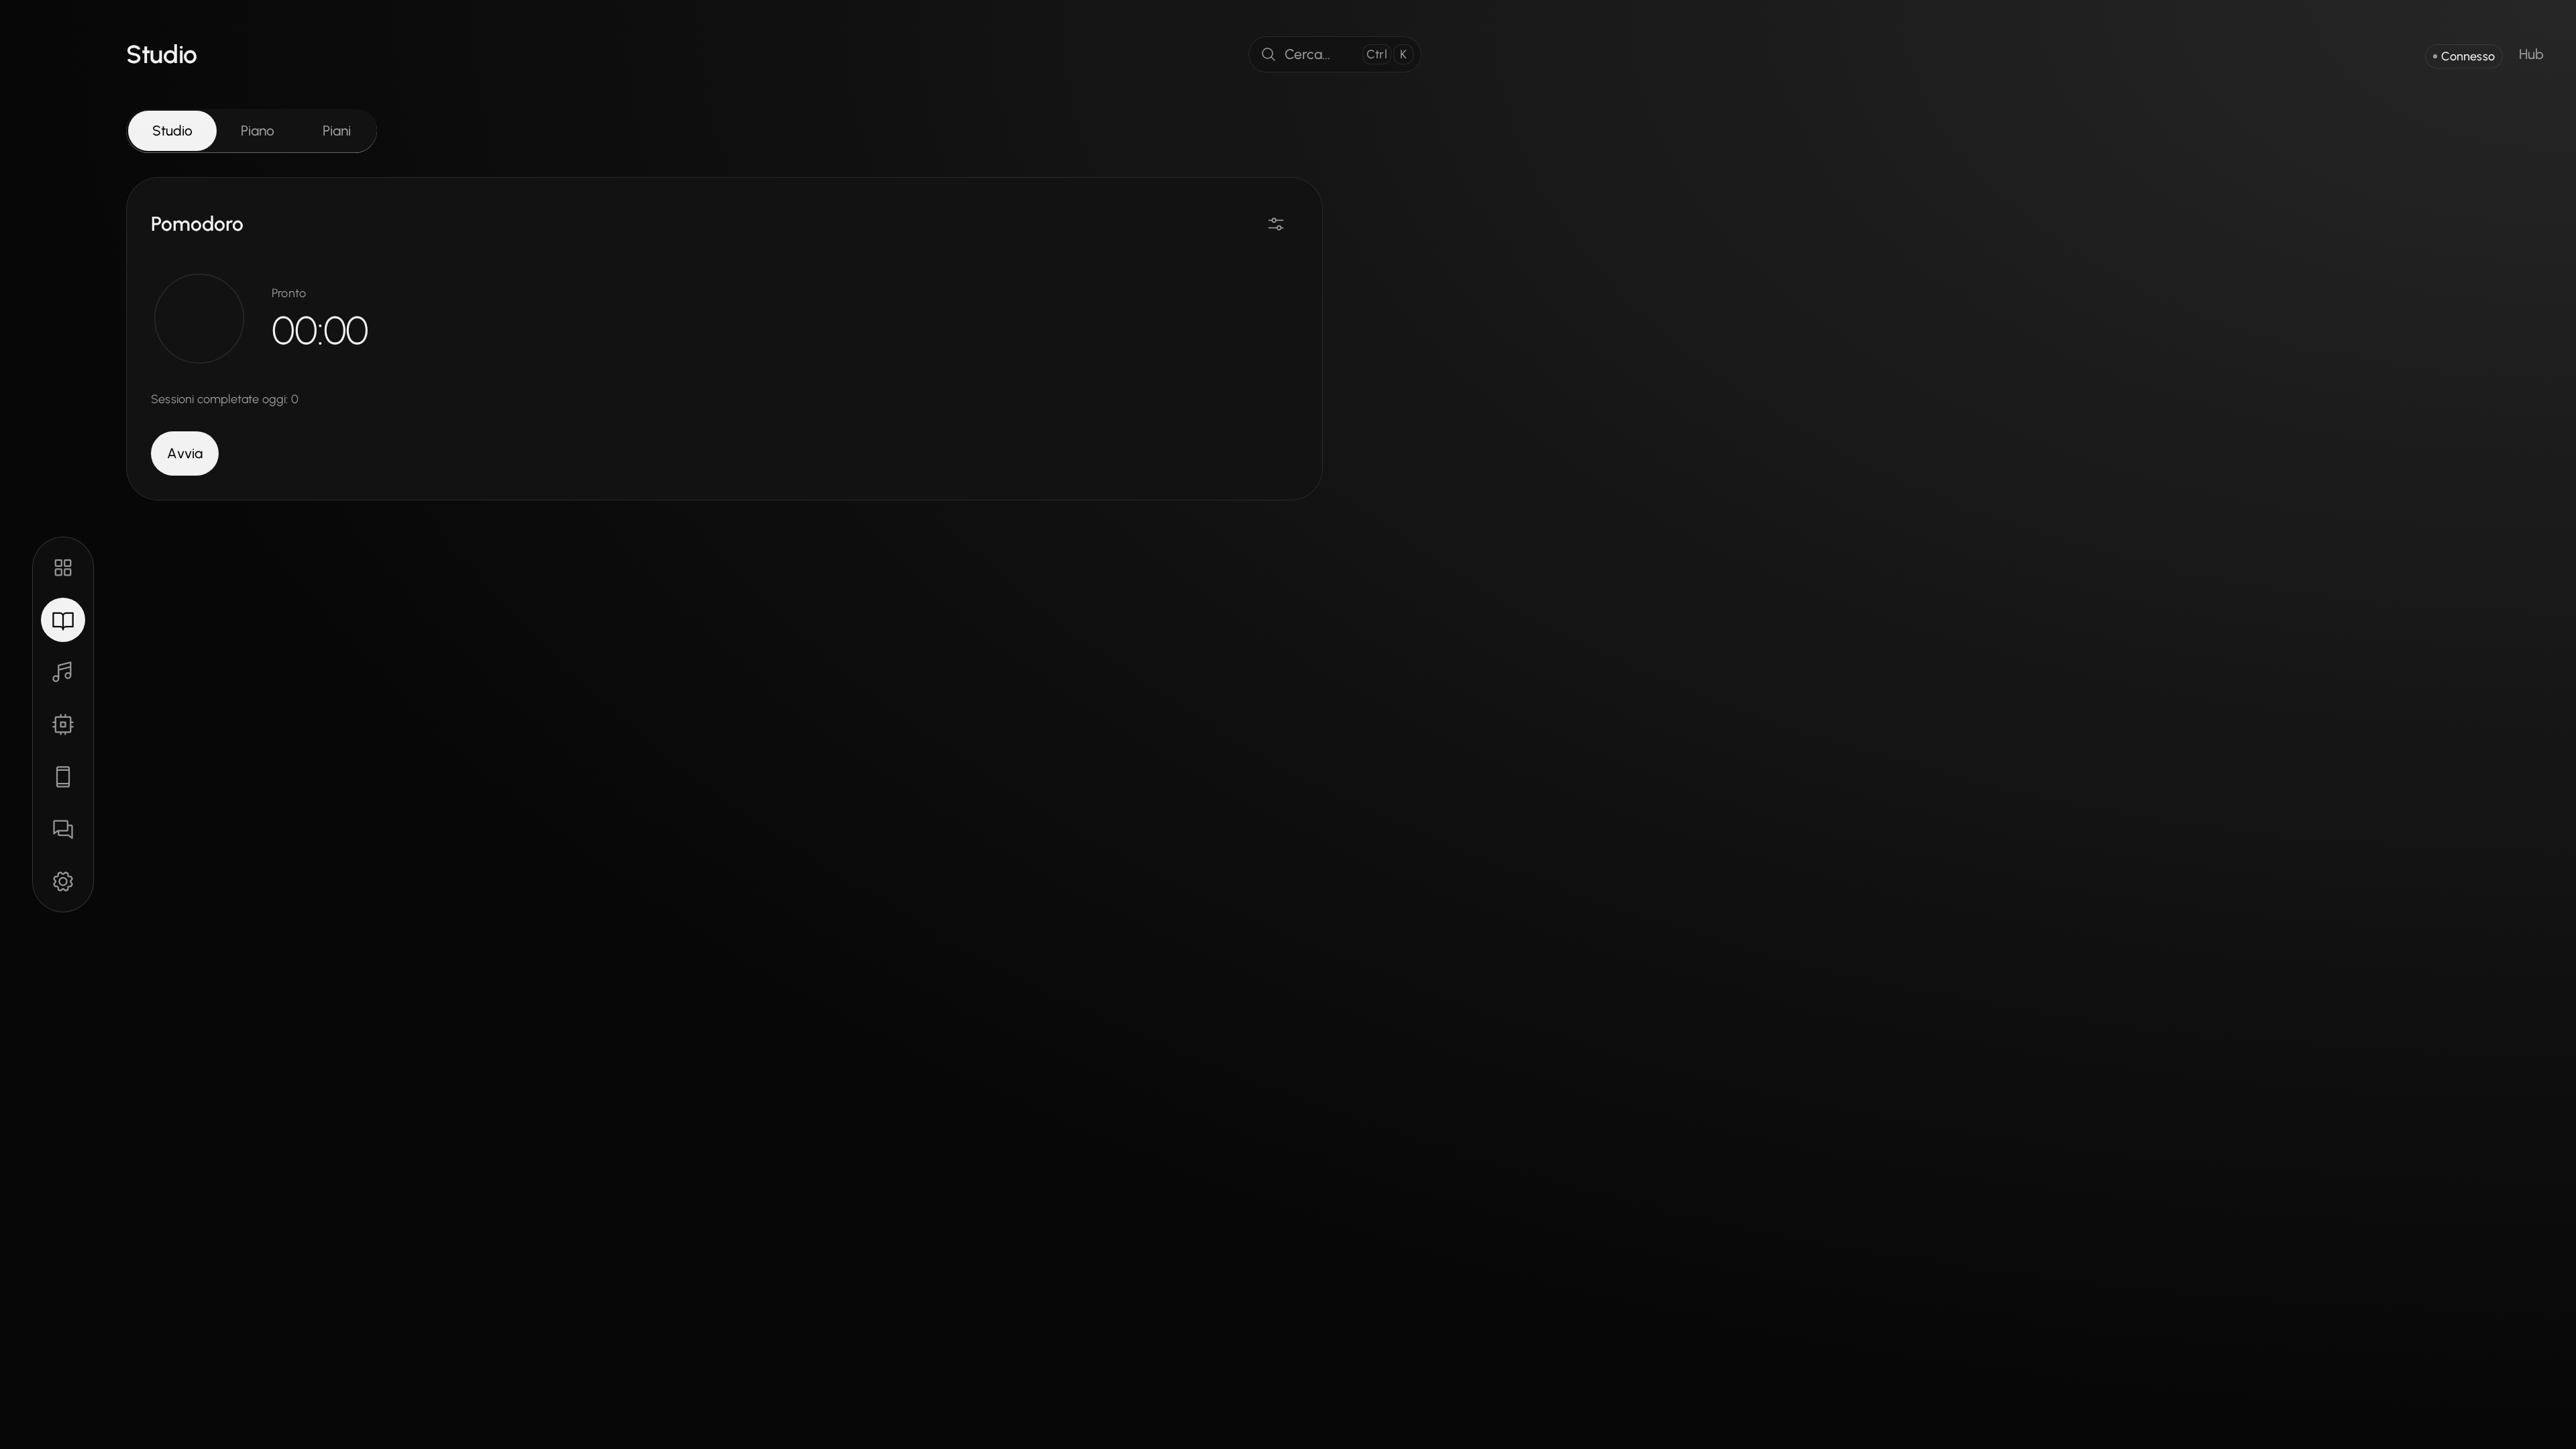 Studio
Cerca... Ctrl K
Connesso Hub
Studio Piano Piani
Pomodoro
Pronto
00:00
Sessioni completate oggi: 0
Avvia